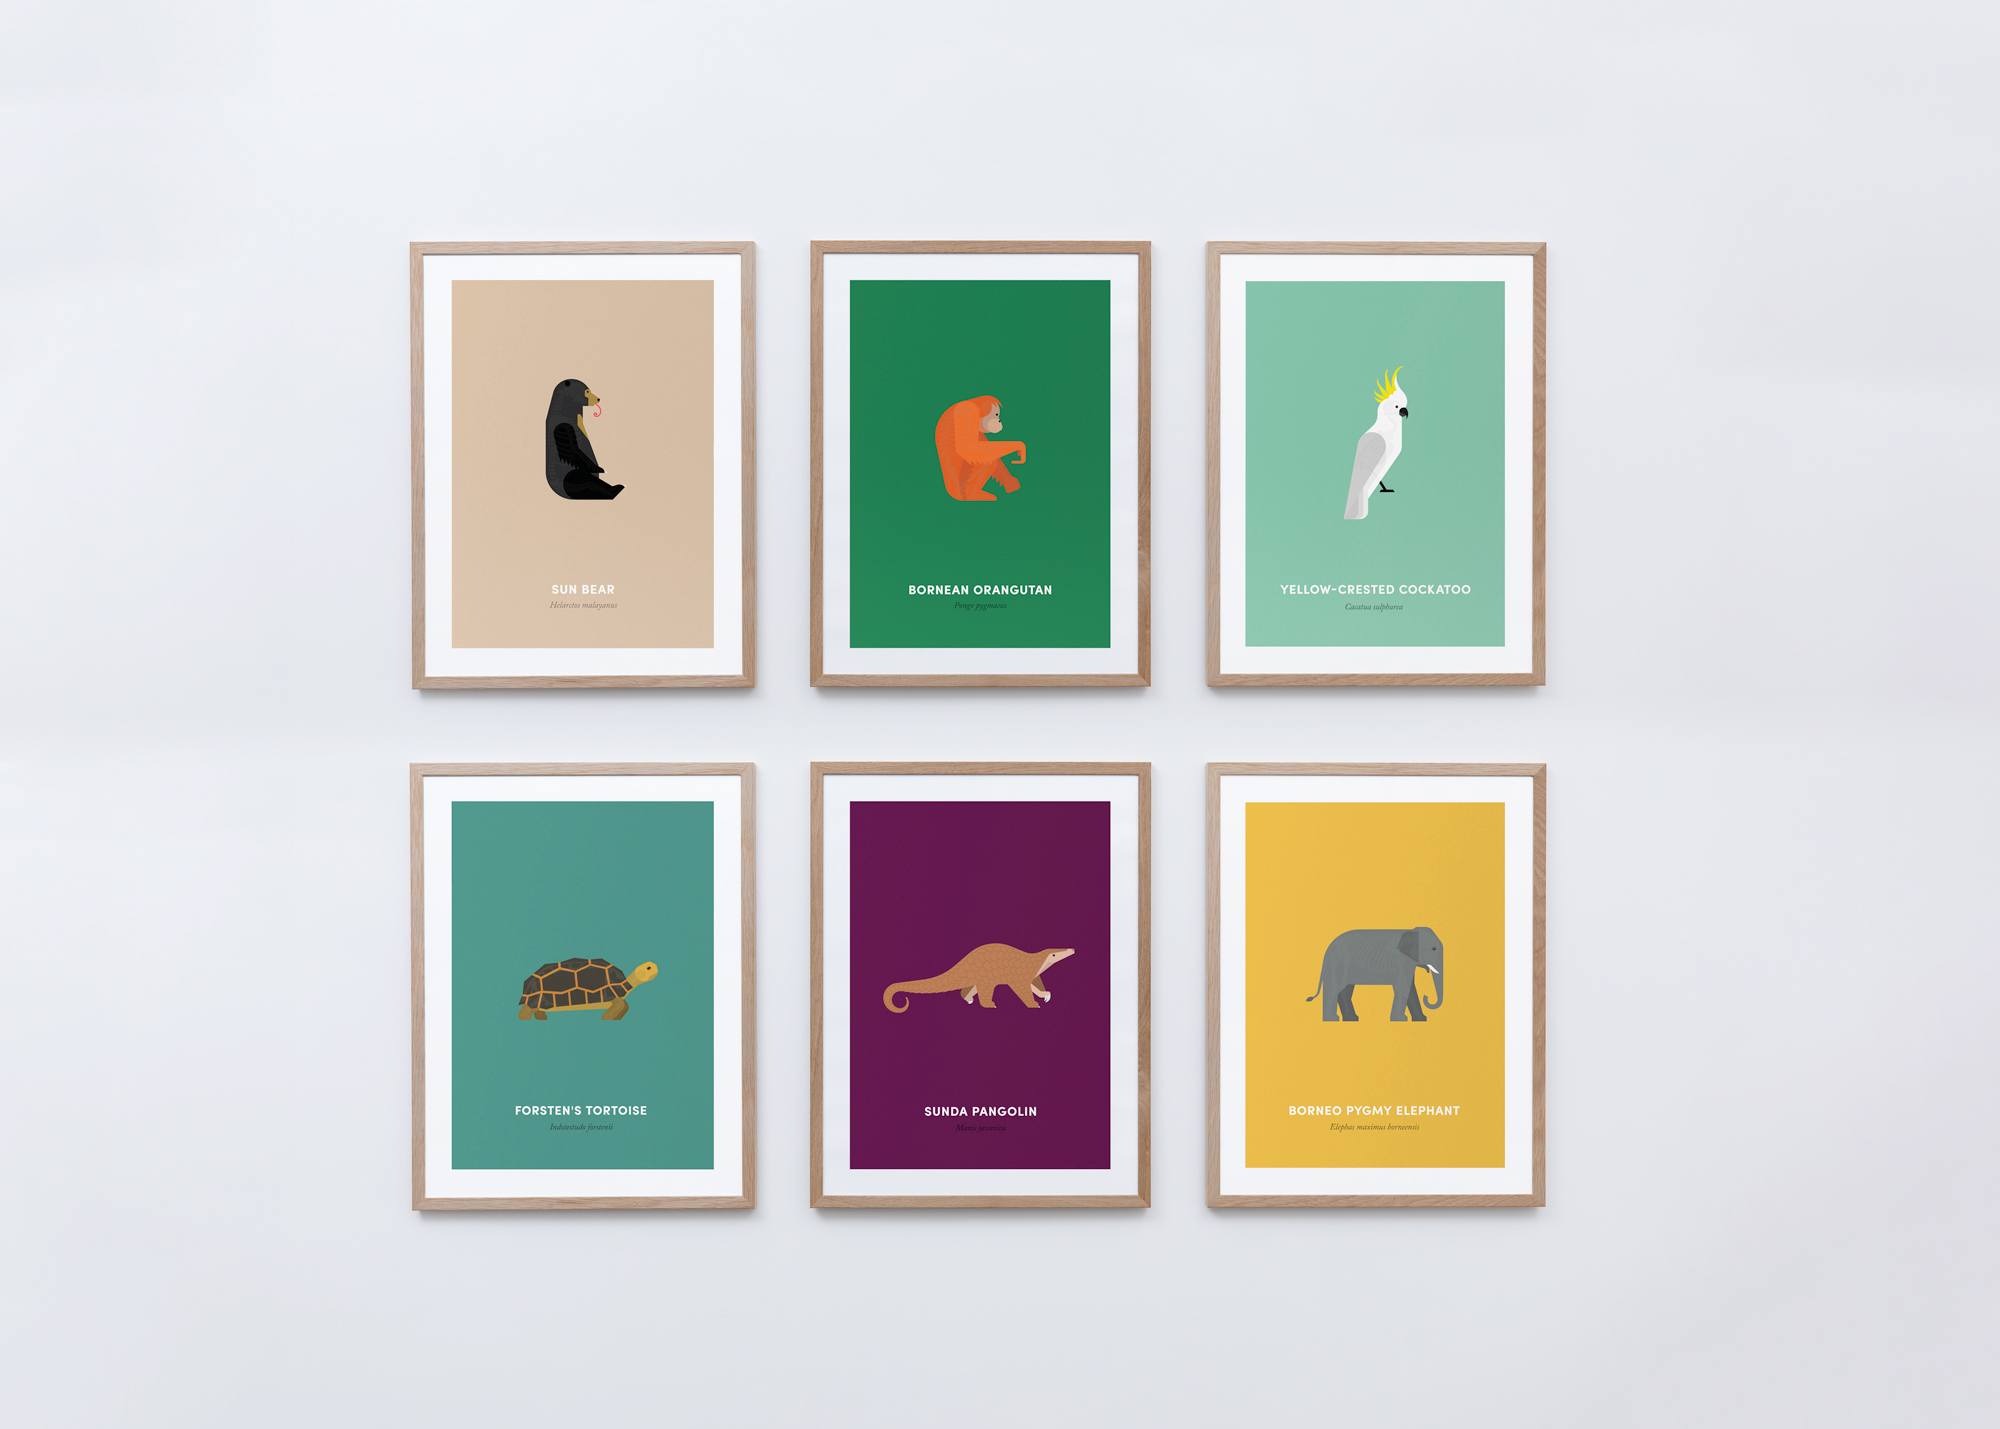 SUN BEAR
Helarctos malayanus
BORNEAN ORANGUTAN
Pongo pygmaeus
YELLOW-CRESTED COCKATOO
Cacatua sulphurea
FORSTEN'S TORTOISE
Indotestudo forstenii
SUNDA PANGOLIN
Manis javanica
BORNEO PYGMY ELEPHANT
Elephas maximus borneensis